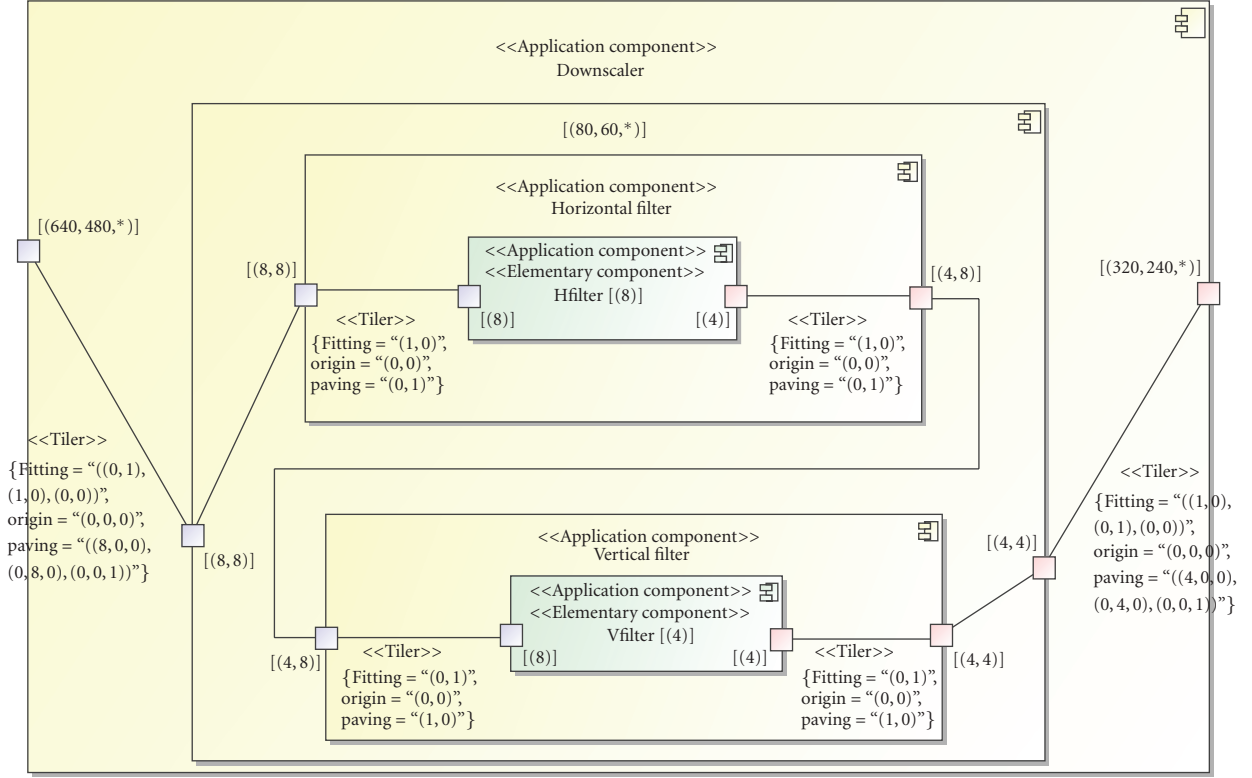 <<Application component>>
Downscaler
[(80, 60,*)]
<<Application component>>
Horizontal filter
[(640, 480,*)]
<<Application component>>
<<Elementary component>>
Hfilter [(8)]
[(8)]
[(4)]
[(8, 8)]
[(4, 8)]
[(320, 240,*)]
<<Tiler>>
{Fitting = “(1, 0)”,
origin = “(0, 0)”,
paving = “(0, 1)”}
<<Tiler>>
{Fitting = “(1, 0)”,
origin = “(0, 0)”,
paving = “(0, 1)”}
<<Tiler>>
{Fitting = “((0, 1),
(1, 0), (0, 0))”,
origin = “(0, 0, 0)”,
paving = “((8, 0, 0),
(0, 8, 0), (0, 0, 1))”}
[(8, 8)]
<<Application component>>
Vertical filter
<<Application component>>
<<Elementary component>>
Vfilter [(4)]
[(8)]
[(4)]
[(4, 8)]
<<Tiler>>
{Fitting = “(0, 1)”,
origin = “(0, 0)”,
paving = “(1, 0)”}
<<Tiler>>
{Fitting = “(0, 1)”,
origin = “(0, 0)”,
paving = “(1, 0)”}
[(4, 4)]
[(4, 4)]
<<Tiler>>
{Fitting = “((1, 0),
(0, 1), (0, 0))”,
origin = “(0, 0, 0)”,
paving = “((4, 0, 0),
(0, 4, 0), (0, 0, 1))”}